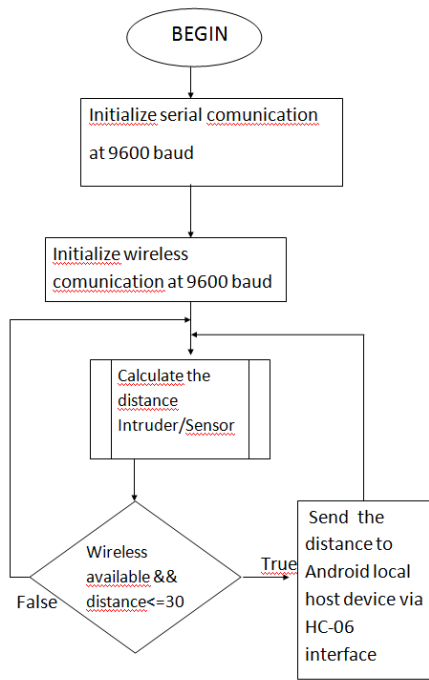 BEGIN
Initialize serial comunication
at 9600 baud
Initialize wireless
comunication at 9600 baud
Calculate the
distance
Intruder/Sensor
Wireless
available &&
distance<=30
True
False
Send the
distance to
Android local
host device via
HC-06
interface